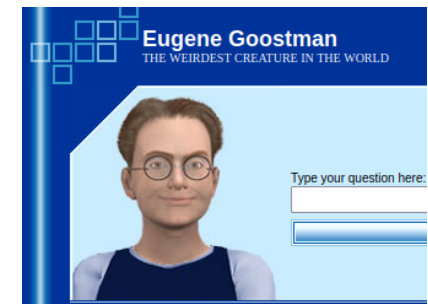 Eugene Goostman
THE WEIRDEST CREATURE IN THE WORLD
Type your question here: